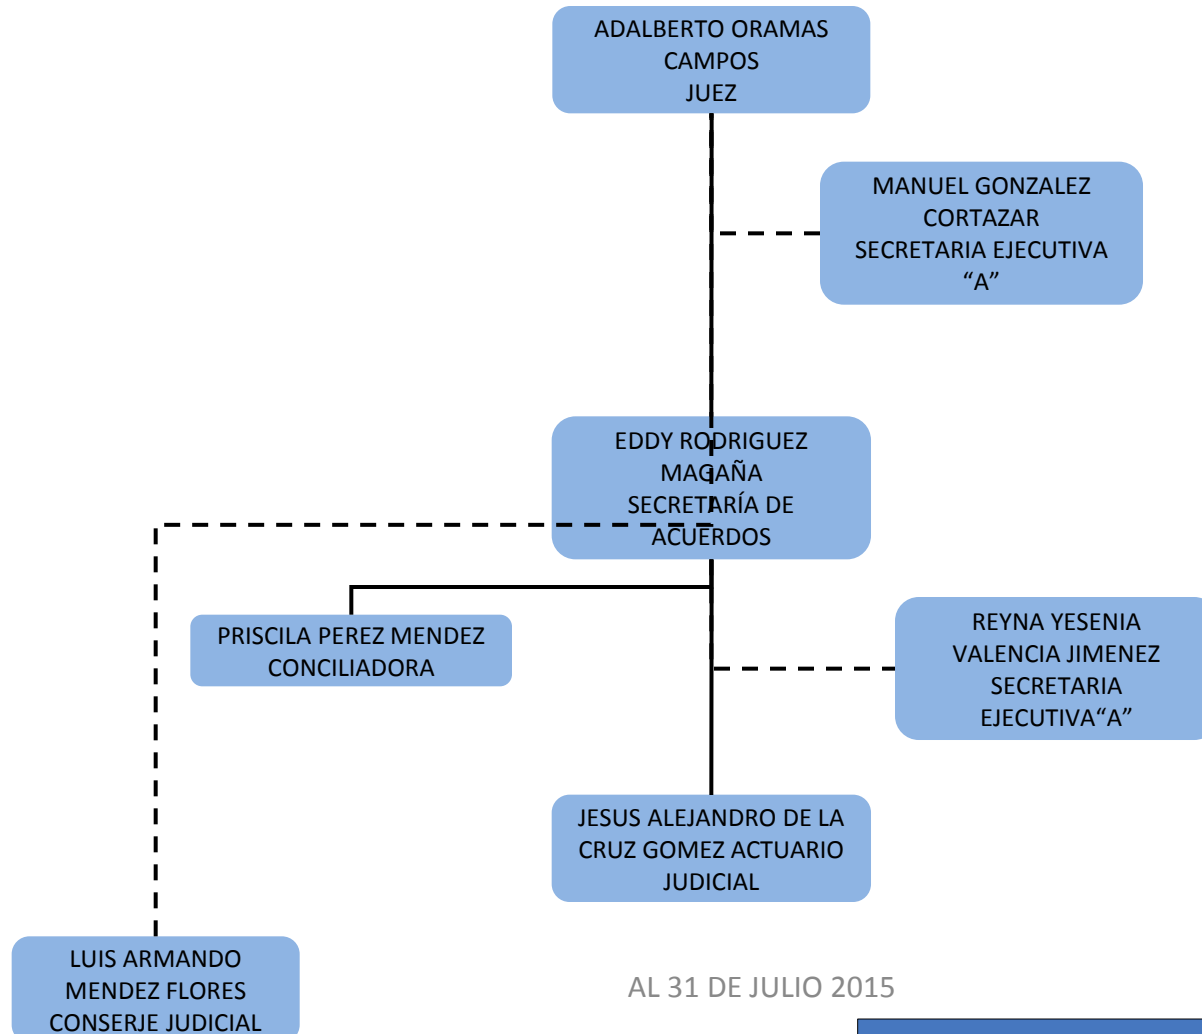 ADALBERTO ORAMAS
CAMPOS
JUEZ
MANUEL GONZALEZ
CORTAZAR
SECRETARIA EJECUTIVA
“A”
EDDY RODRIGUEZ
MAGAÑA
SECRETARÍA DE
ACUERDOS
PRISCILA PEREZ MENDEZ
CONCILIADORA
REYNA YESENIA
VALENCIA JIMENEZ
SECRETARIA
EJECUTIVA“A”
JESUS ALEJANDRO DE LA
CRUZ GOMEZ ACTUARIO
JUDICIAL
LUIS ARMANDO
MENDEZ FLORES
CONSERJE JUDICIAL
AL 31 DE JULIO 2015